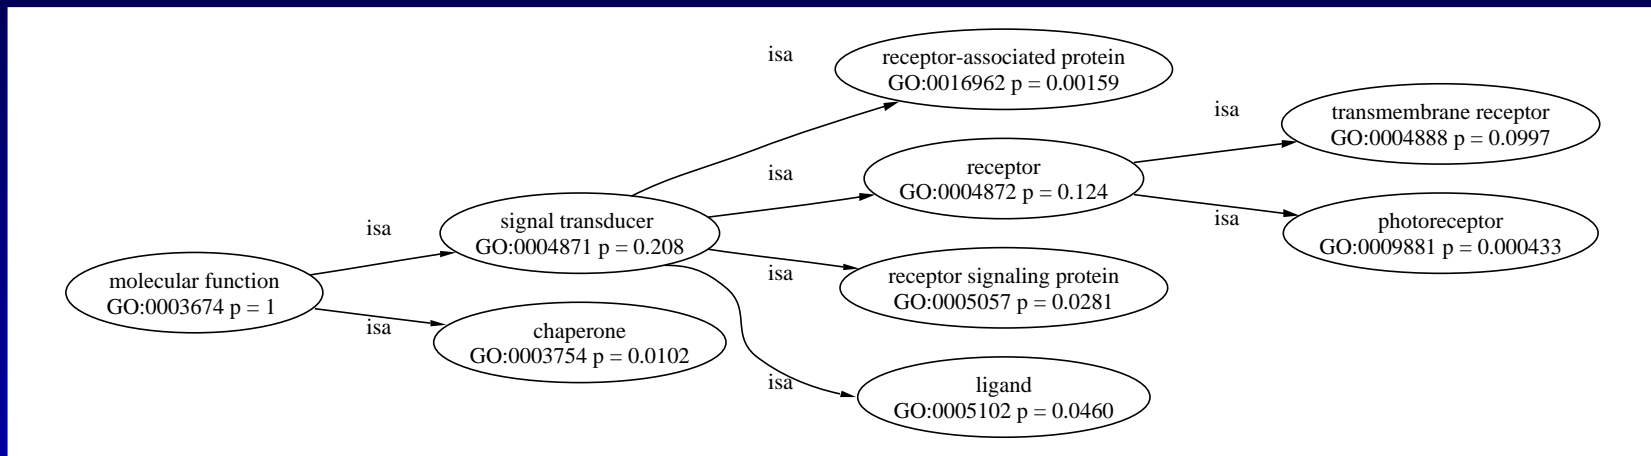 isa
receptor-associated protein
GO:0016962 p = 0.00159
isa
transmembrane receptor
GO:0004888 p = 0.0997
isa
receptor
GO:0004872 p = 0.124
isa
signal transducer
GO:0004871 p = 0.208
isa
photoreceptor
GO:0009881 p = 0.000433
molecular function
GO:0003674 p = 1
isa
receptor signaling protein
GO:0005057 p = 0.0281
isa
chaperone
GO:0003754 p = 0.0102
isa
ligand
GO:0005102 p = 0.0460